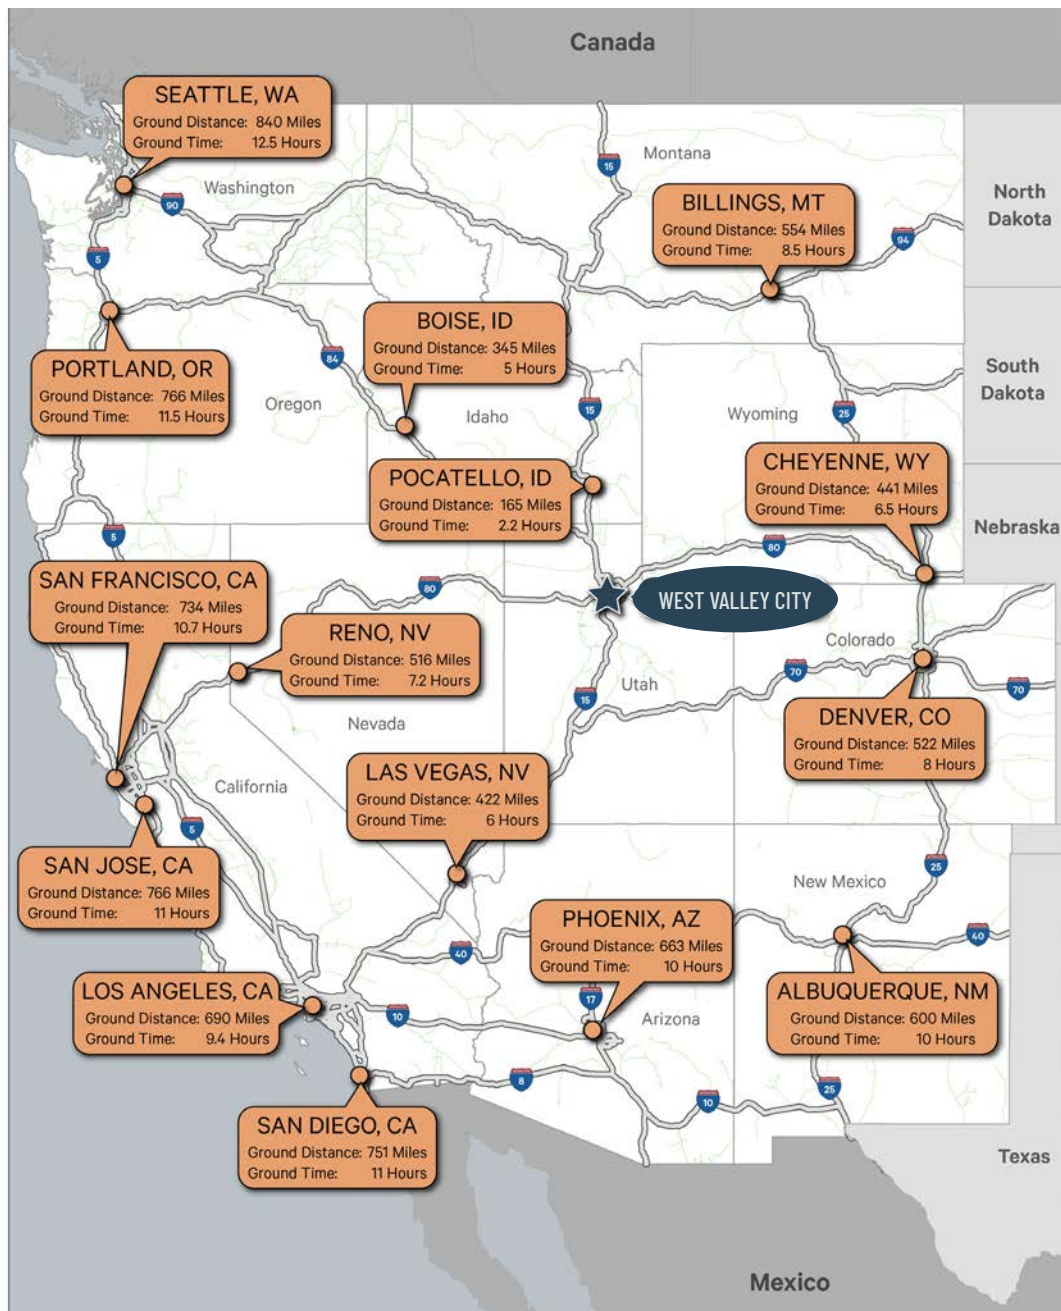 Canada
SEATTLE, WA
Ground Distance: 840 Miles
Ground Time: 12.5 Hours
Washington
90
15
Montana
BILLINGS, MT
Ground Distance: 554 Miles
Ground Time: 8.5 Hours
94
North
Dakota
5
PORTLAND, OR
Ground Distance: 766 Miles
Ground Time: 11.5 Hours
84
Oregon
BOISE, ID
Ground Distance: 345 Miles
Ground Time: 5 Hours
Idaho
15
Wyoming
25
South
Dakota
POCATELLO, ID
Ground Distance: 165 Miles
Ground Time: 2.2 Hours
CHEYENNE, WY
Ground Distance: 441 Miles
Ground Time: 6.5 Hours
Nebraska
5
80
80
SAN FRANCISCO, CA
Ground Distance: 734 Miles
Ground Time: 10.7 Hours
WEST VALLEY CITY
RENO, NV
Ground Distance: 516 Miles
Ground Time: 7.2 Hours
Nevada
Utah
15
Colorado
70
70
DENVER, CO
Ground Distance: 522 Miles
Ground Time: 8 Hours
California
LAS VEGAS, NV
Ground Distance: 422 Miles
Ground Time: 6 Hours
5
SAN JOSE, CA
Ground Distance: 766 Miles
Ground Time: 11 Hours
25
New Mexico
40
PHOENIX, AZ
Ground Distance: 663 Miles
Ground Time: 10 Hours
40
17
Arizona
LOS ANGELES, CA
Ground Distance: 690 Miles
Ground Time: 9.4 Hours
10
ALBUQUERQUE, NM
Ground Distance: 600 Miles
Ground Time: 10 Hours
8
10
25
SAN DIEGO, CA
Ground Distance: 751 Miles
Ground Time: 11 Hours
Texas
Mexico